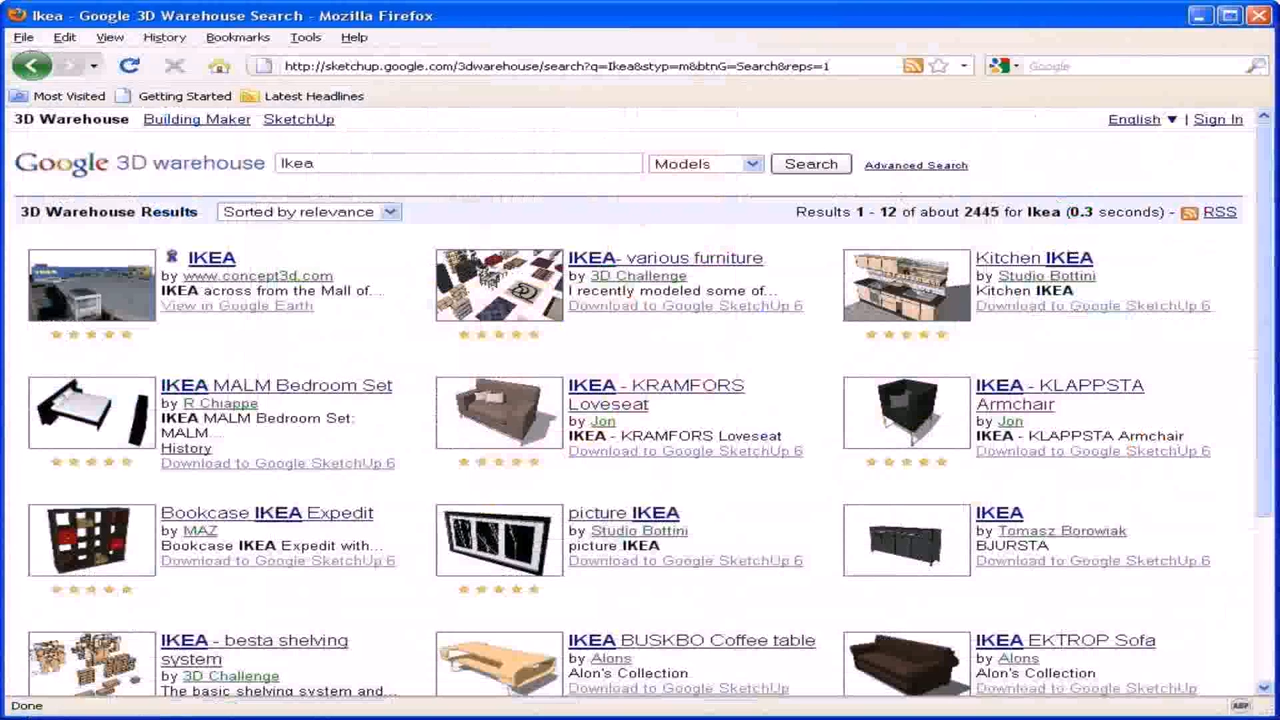 Ikea - Google 3D Warehouse Search - Mozilla Firefox
File Edit View History Bookmarks Tools Help
http://sketchup.google.com/3dwarehouse/search?q=Ikea&styp=m&btnG=Search&reps=1 Google
Most Visited Getting Started Latest Headlines
3D Warehouse Building Maker SketchUp English ▼ | Sign In
Google 3D warehouse Ikea Models Search Advanced Search
3D Warehouse Results Sorted by relevance Results 1 - 12 of about 2445 for Ikea (0.3 seconds) - RSS
IKEA
by www.concept3d.com
IKEA across from the Mall of...
View in Google Earth
IKEA- various furniture
by 3D Challenge
I recently modeled some of...
Download to Google SketchUp 6
Kitchen IKEA
by Studio Bottini
Kitchen IKEA
Download to Google SketchUp 6
IKEA MALM Bedroom Set
by R Chiappe
IKEA MALM Bedroom Set:
MALM...
History
Download to Google SketchUp 6
IKEA - KRAMFORS
Loveseat
by Jon
IKEA - KRAMFORS Loveseat
Download to Google SketchUp 6
IKEA - KLAPPSTA
Armchair
by Jon
IKEA - KLAPPSTA Armchair
Download to Google SketchUp 6
Bookcase IKEA Expedit
by MAZ
Bookcase IKEA Expedit with...
Download to Google SketchUp 6
picture IKEA
by Studio Bottini
picture IKEA
Download to Google SketchUp 6
IKEA
by Tomasz Borowiak
BJURSTA
Download to Google SketchUp 6
IKEA - besta shelving
system
by 3D Challenge
The basic shelving system and...
IKEA BUSKBO Coffee table
by Alons
Alon's Collection
Download to Google SketchUp 6
IKEA EKTROP Sofa
by Alons
Alon's Collection
Download to Google SketchUp 6
Done ABP